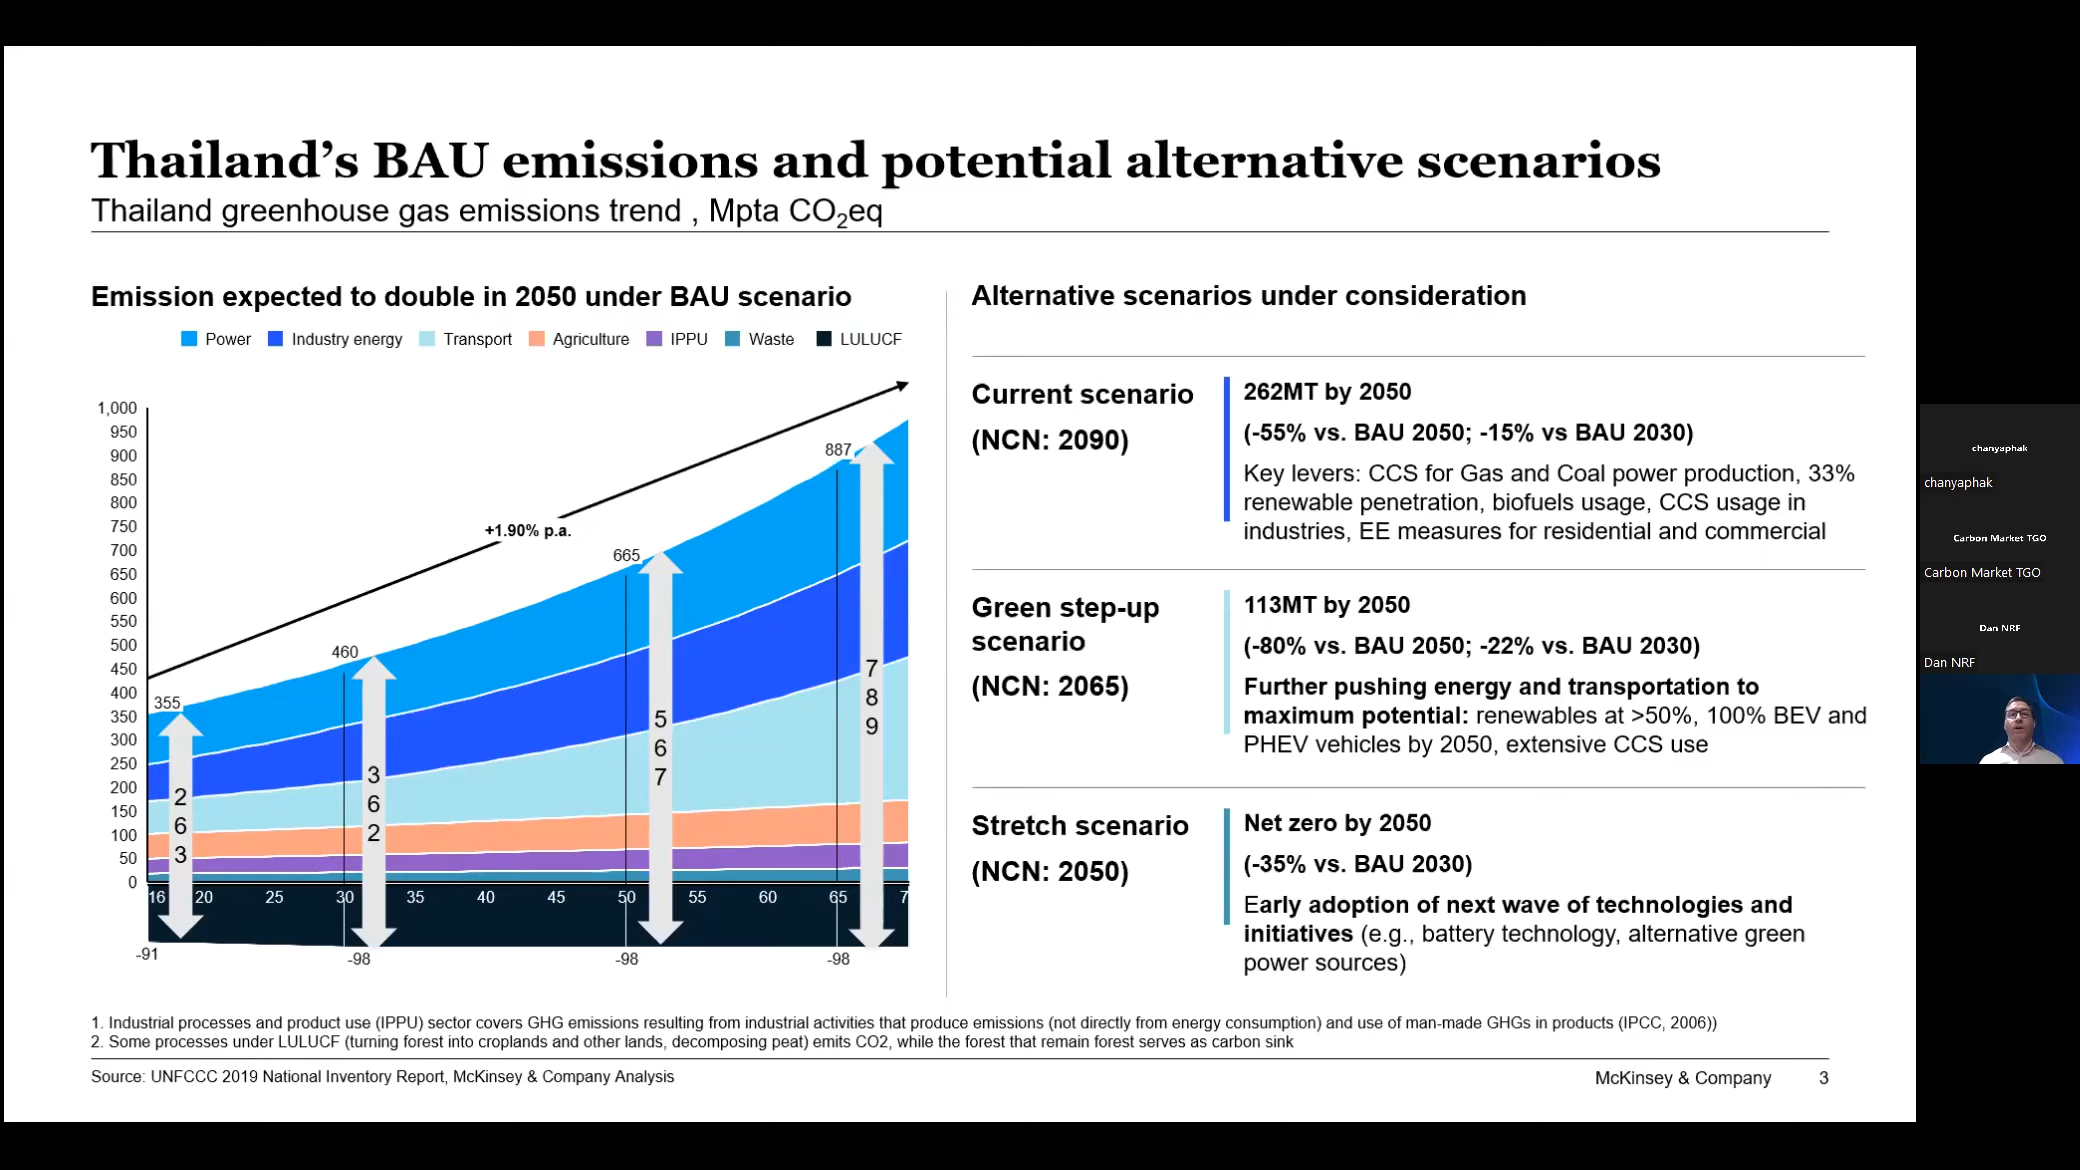 Thailand's BAU emissions and potential alternative scenarios
Thailand greenhouse gas emissions trend , Mpta CO₂eq
Emission expected to double in 2050 under BAU scenario
Power Industry energy Transport Agriculture IPPU Waste LULUCF
1,000
950
900
850
800
750
700
650
600
550
500
450
400
350
300
250
200
150
100
50
0
+1.90% p.a.
355
460
665
887
263
362
567
789
16 20 25 30 35 40 45 50 55 60 65 7
-91
-98
-98
-98
Alternative scenarios under consideration
Current scenario
(NCN: 2090)
262MT by 2050
(-55% vs. BAU 2050; -15% vs BAU 2030)
Key levers: CCS for Gas and Coal power production, 33%
renewable penetration, biofuels usage, CCS usage in
industries, EE measures for residential and commercial
Green step-up
scenario
(NCN: 2065)
113MT by 2050
(-80% vs. BAU 2050; -22% vs. BAU 2030)
Further pushing energy and transportation to
maximum potential: renewables at >50%, 100% BEV and
PHEV vehicles by 2050, extensive CCS use
Stretch scenario
(NCN: 2050)
Net zero by 2050
(-35% vs. BAU 2030)
Early adoption of next wave of technologies and
initiatives (e.g., battery technology, alternative green
power sources)
1. Industrial processes and product use (IPPU) sector covers GHG emissions resulting from industrial activities that produce emissions (not directly from energy consumption) and use of man-made GHGs in products (IPCC, 2006))
2. Some processes under LULUCF (turning forest into croplands and other lands, decomposing peat) emits CO2, while the forest that remain forest serves as carbon sink
Source: UNFCCC 2019 National Inventory Report, McKinsey & Company Analysis
McKinsey & Company 3
chanyaphak
chanyaphak
Carbon Market TGO
Carbon Market TGO
Dan NRF
Dan NRF